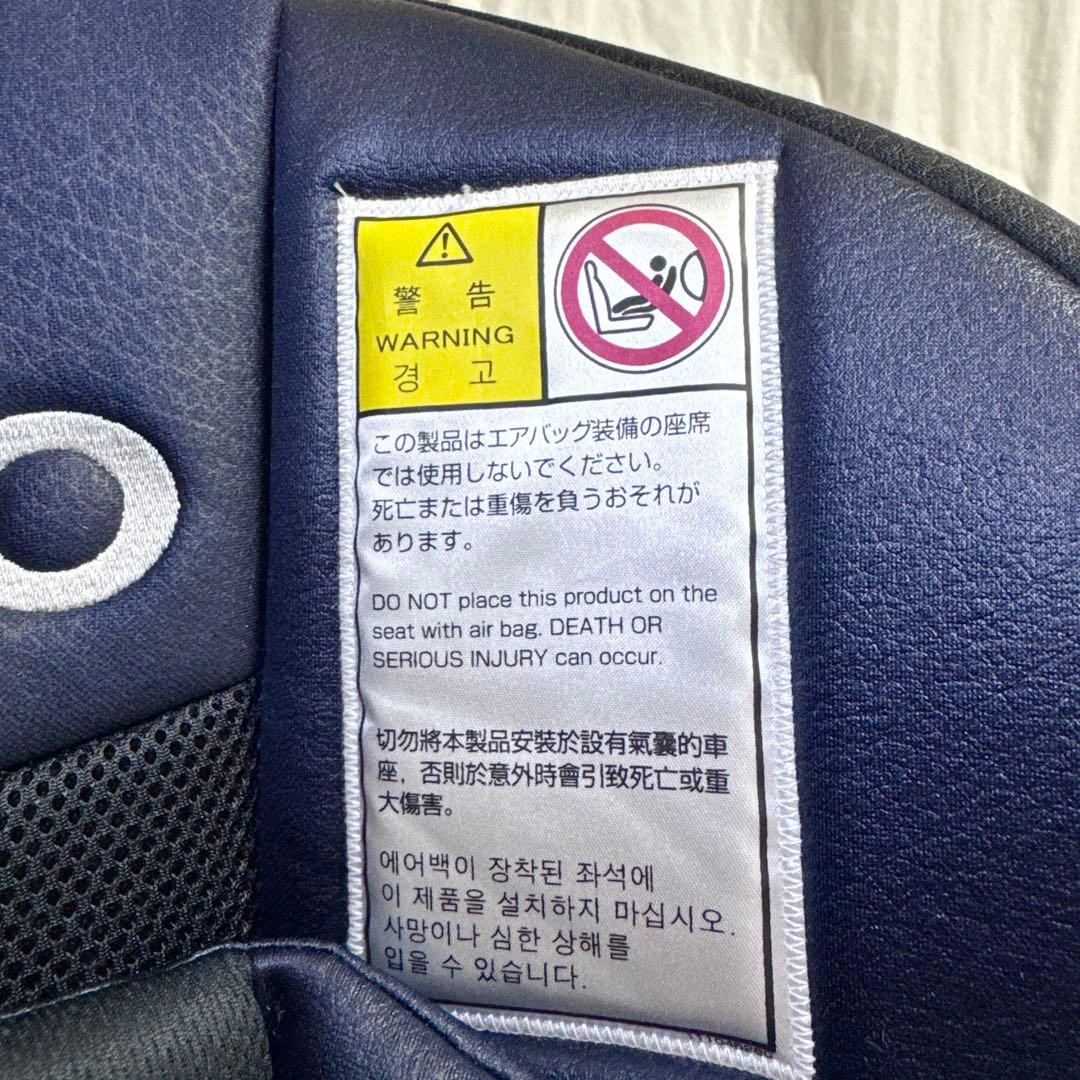 警 告
WARNING
경 고
この製品はエアバッグ装備の座席
では使用しないでください。
死亡または重傷を負うおそれが
あります。
DO NOT place this product on the
seat with air bag. DEATH OR
SERIOUS INJURY can occur.
切勿將本製品安裝於設有氣囊的車
座，否則於意外時會引致死亡或重
大傷害。
에어백이 장착된 좌석에
이 제품을 설치하지 마십시오.
사망이나 심한 상해를
입을 수 있습니다.